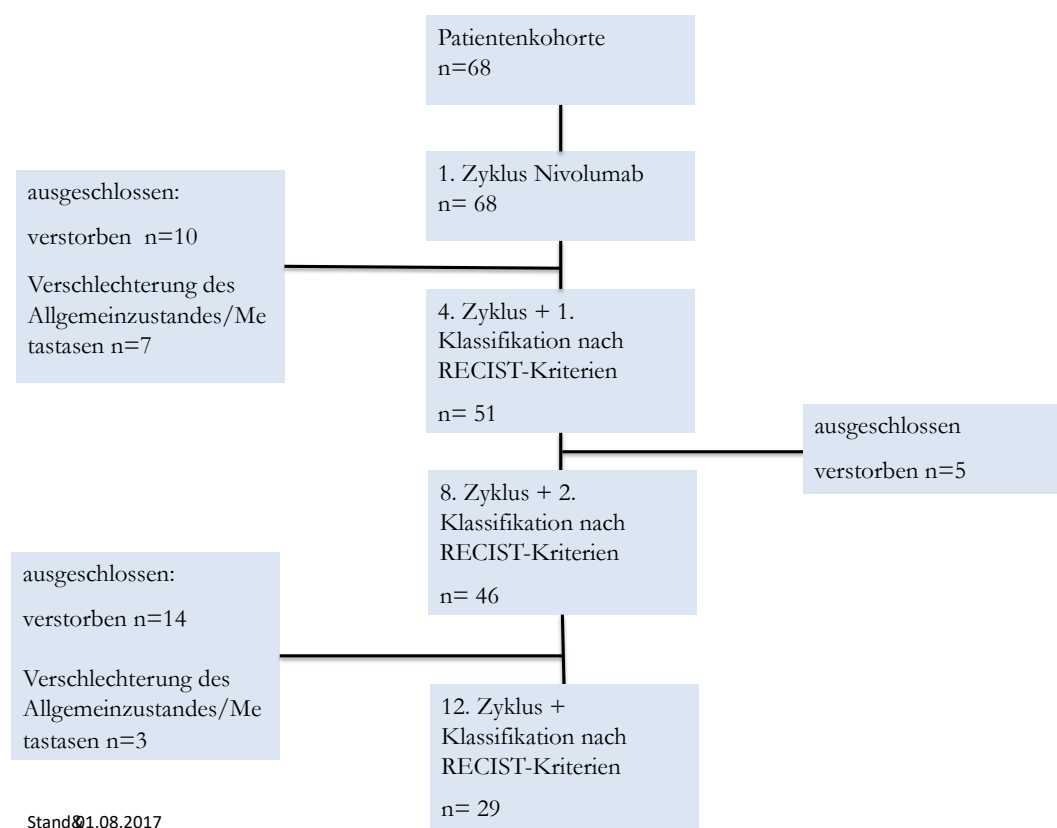 Patientenkohorte
n=68
1. Zyklus Nivolumab
n= 68
ausgeschlossen:
verstorben n=10
Verschlechterung des
Allgemeinzustandes/Me
tastasen n=7
4. Zyklus + 1.
Klassifikation nach
RECIST-Kriterien
n= 51
ausgeschlossen
verstorben n=5
8. Zyklus + 2.
Klassifikation nach
RECIST-Kriterien
n= 46
ausgeschlossen:
verstorben n=14
Verschlechterung des
Allgemeinzustandes/Me
tastasen n=3
12. Zyklus +
Klassifikation nach
RECIST-Kriterien
n= 29
Stand 01.08.2017